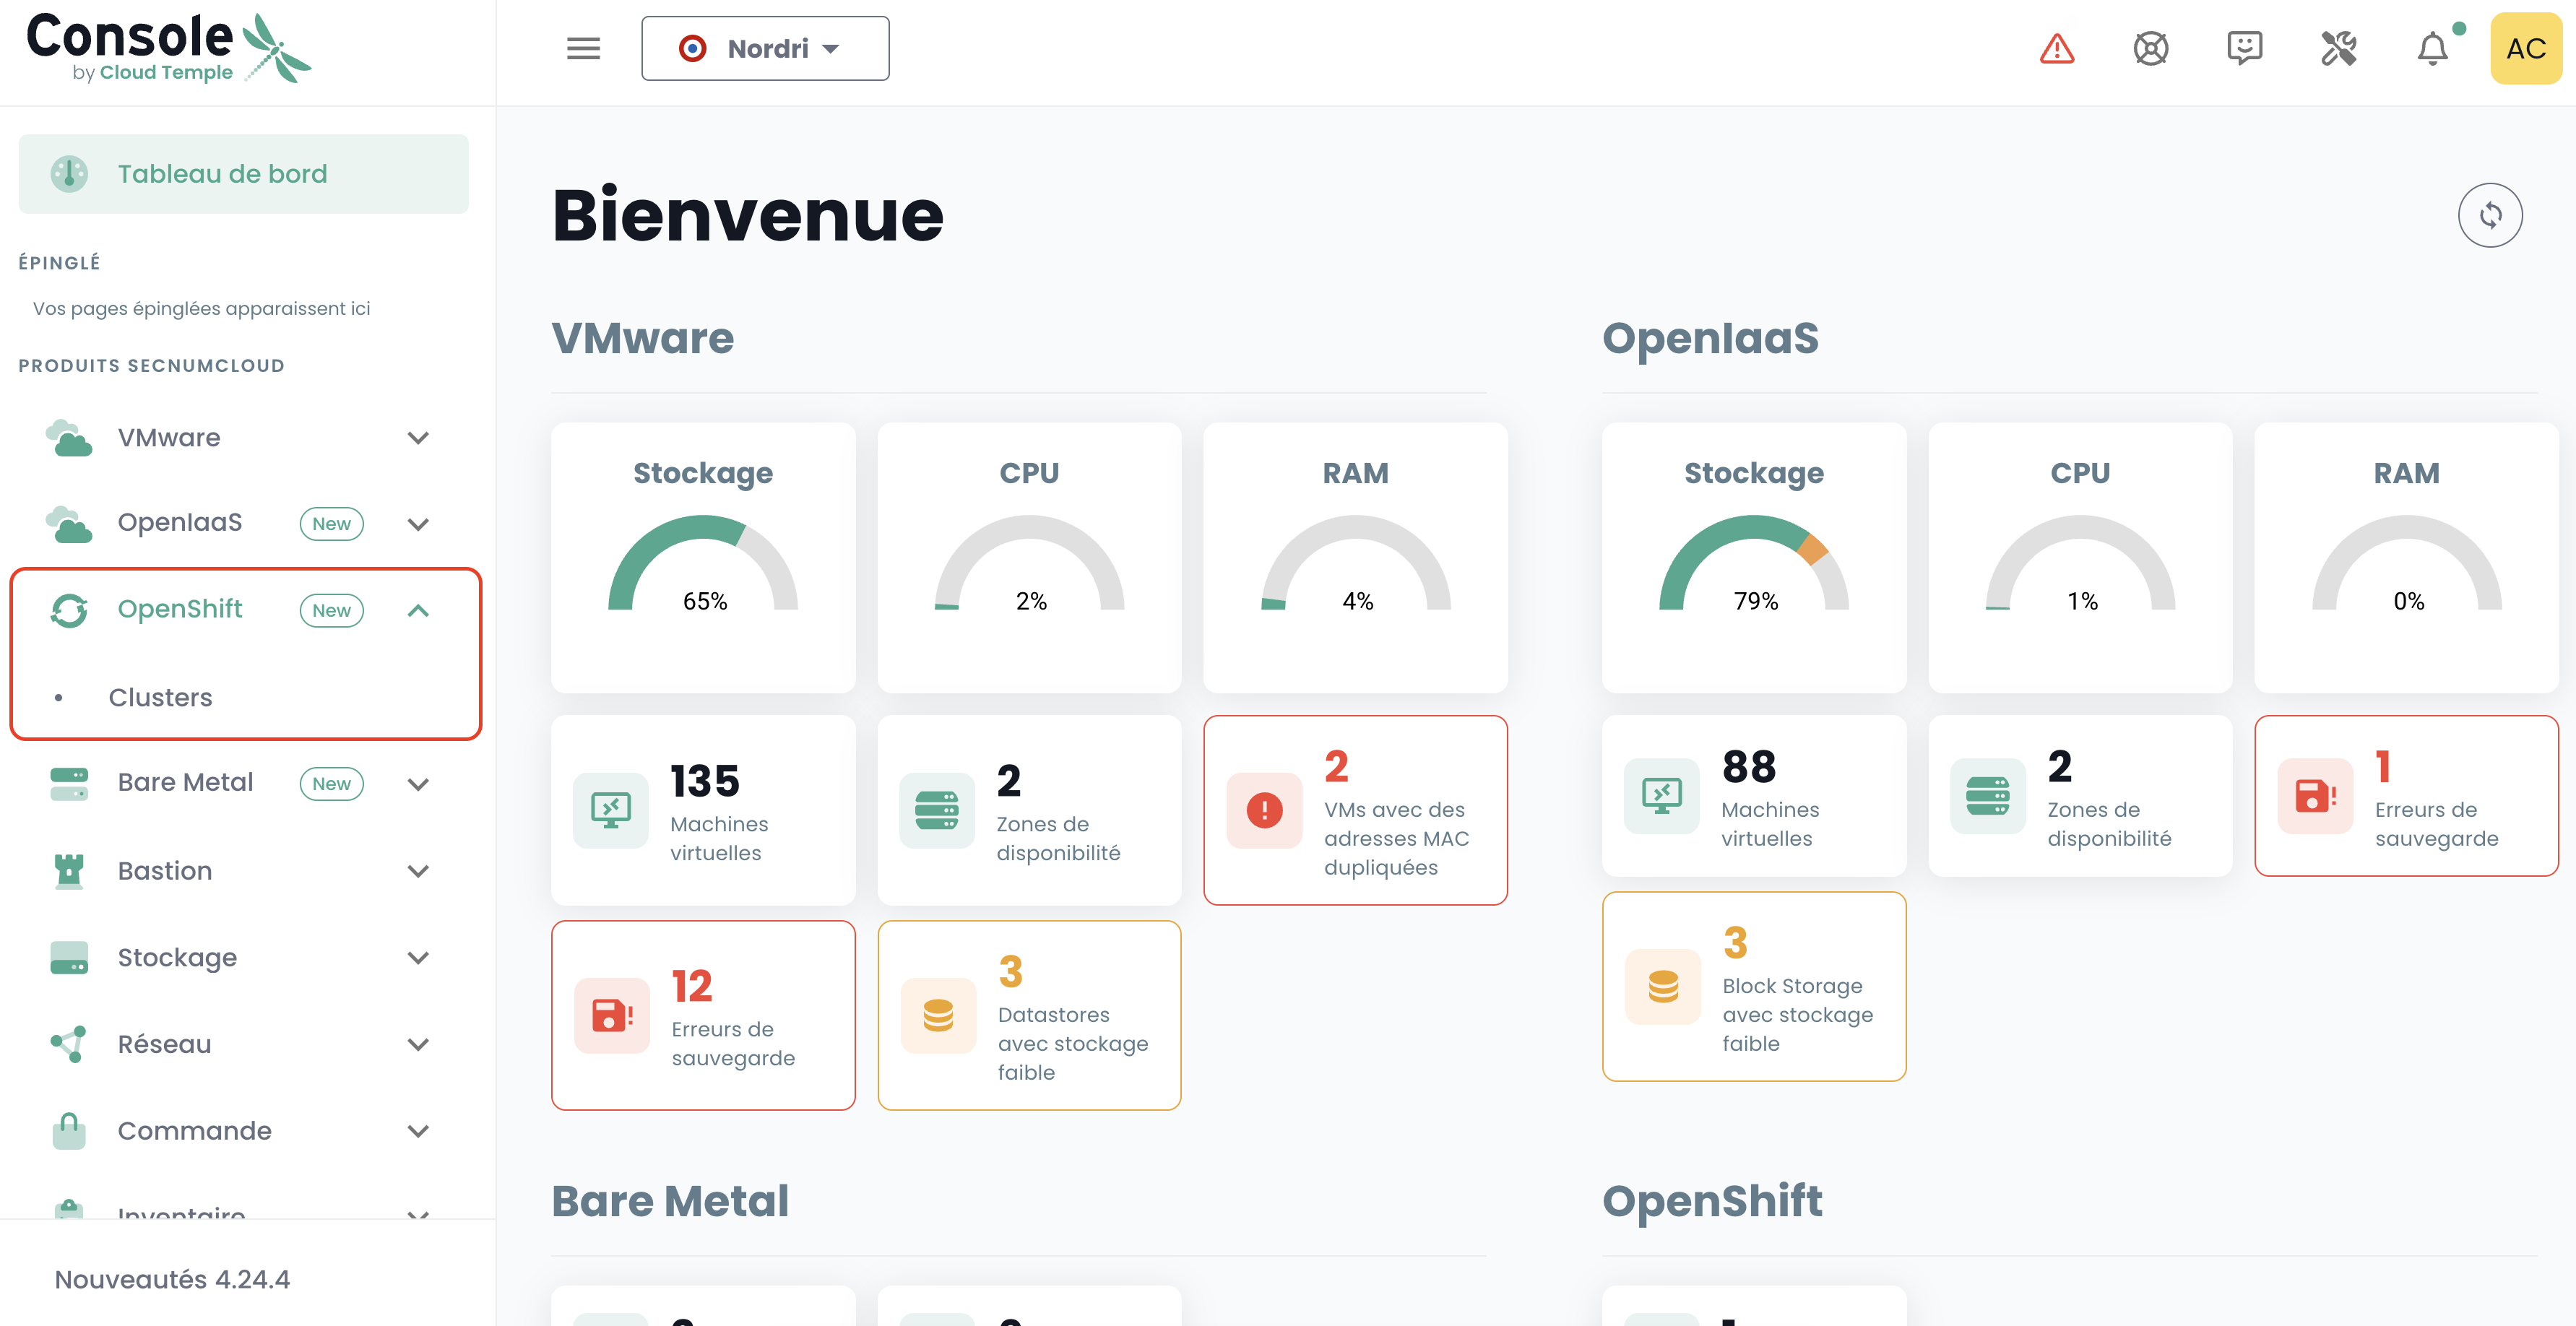 Console
by Cloud Temple
Nordri
AC
Tableau de bord
ÉPINGLÉ
Vos pages épinglées apparaissent ici
PRODUITS SECNUMCLOUD
VMware
OpenIaaS New
OpenShift New
• Clusters
Bare Metal New
Bastion
Stockage
Réseau
Commande
Inventaire
Nouveautés 4.24.4
Bienvenue
VMware
Stockage
65%
CPU
2%
RAM
4%
135
Machines
virtuelles
2
Zones de
disponibilité
2
VMs avec des
adresses MAC
dupliquées
12
Erreurs de
sauvegarde
3
Datastores
avec stockage
faible
OpenIaaS
Stockage
79%
CPU
1%
RAM
0%
88
Machines
virtuelles
2
Zones de
disponibilité
1
Erreurs de
sauvegarde
3
Block Storage
avec stockage
faible
Bare Metal
OpenShift